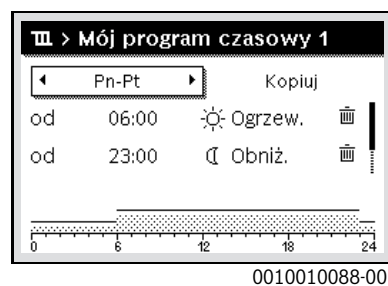 > Mój program czasowy 1
Pn-Pt Kopiuj
od 06:00 Ogrzew.
od 23:00 Obniż.
0 6 12 18 24
0010010088-00